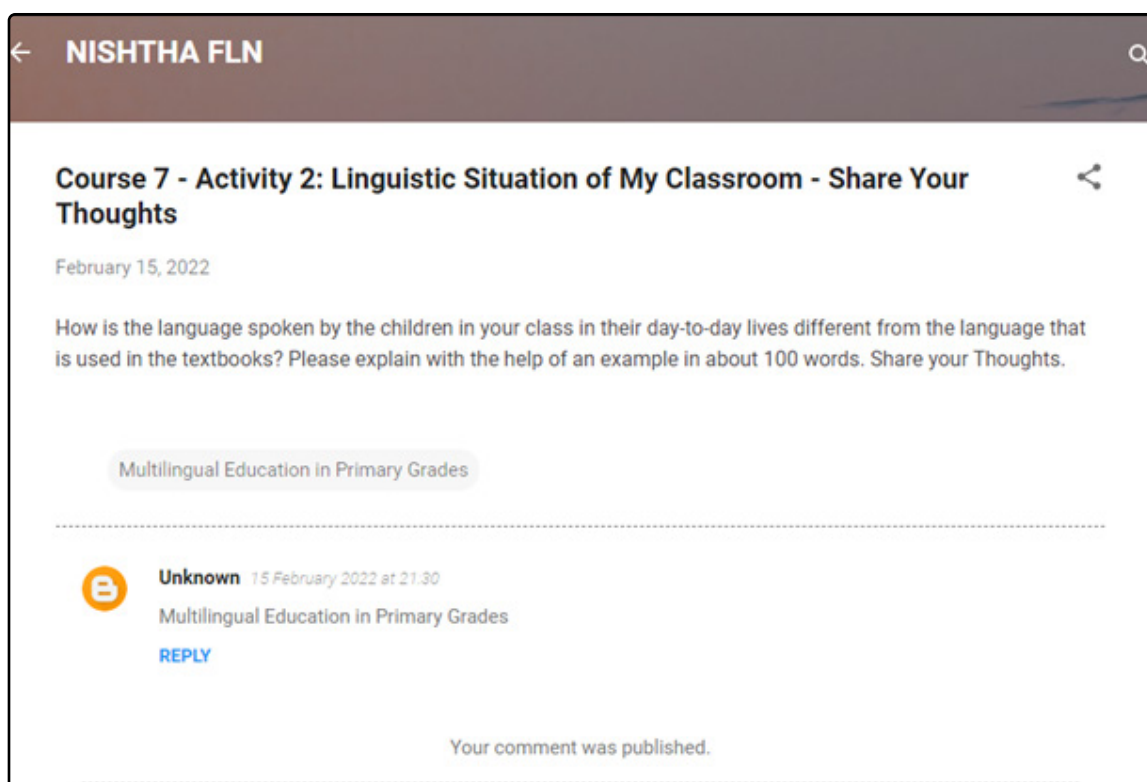 NISHTHA FLN
Course 7 - Activity 2: Linguistic Situation of My Classroom - Share Your
Thoughts
February 15, 2022
How is the language spoken by the children in your class in their day-to-day lives different from the language that
is used in the textbooks? Please explain with the help of an example in about 100 words. Share your Thoughts.
Multilingual Education in Primary Grades
Unknown 15 February 2022 at 21:30
Multilingual Education in Primary Grades
REPLY
Your comment was published.